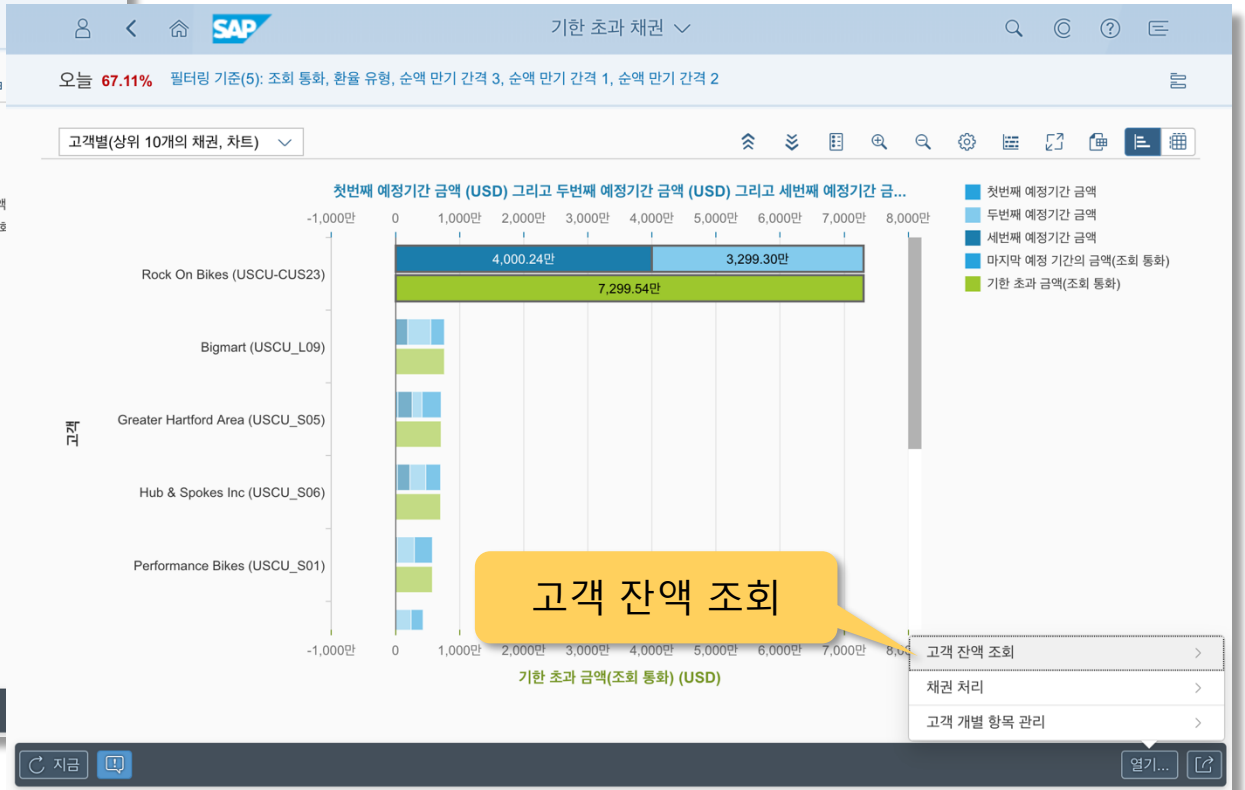 SAP
기한 초과 채권
오늘 67.11% 필터링 기준(5): 조회 통화, 환율 유형, 순액 만기 간격 3, 순액 만기 간격 1, 순액 만기 간격 2
고객별(상위 10개의 채권, 차트)
첫번째 예정기간 금액 (USD) 그리고 두번째 예정기간 금액 (USD) 그리고 세번째 예정기간 금...
-1,000만 0 1,000만 2,000만 3,000만 4,000만 5,000만 6,000만 7,000만 8,000만
첫번째 예정기간 금액
두번째 예정기간 금액
세번째 예정기간 금액
마지막 예정 기간의 금액(조회 통화)
기한 초과 금액(조회 통화)
고객
Rock On Bikes (USCU-CUS23)
4,000.24만 3,299.30만
7,299.54만
Bigmart (USCU_L09)
Greater Hartford Area (USCU_S05)
Hub & Spokes Inc (USCU_S06)
Performance Bikes (USCU_S01)
고객 잔액 조회
-1,000만 0 1,000만 2,000만 3,000만 4,000만 5,000만 6,000만 7,000만
기한 초과 금액(조회 통화) (USD)
고객 잔액 조회
채권 처리
고객 개별 항목 관리
지금
열기...